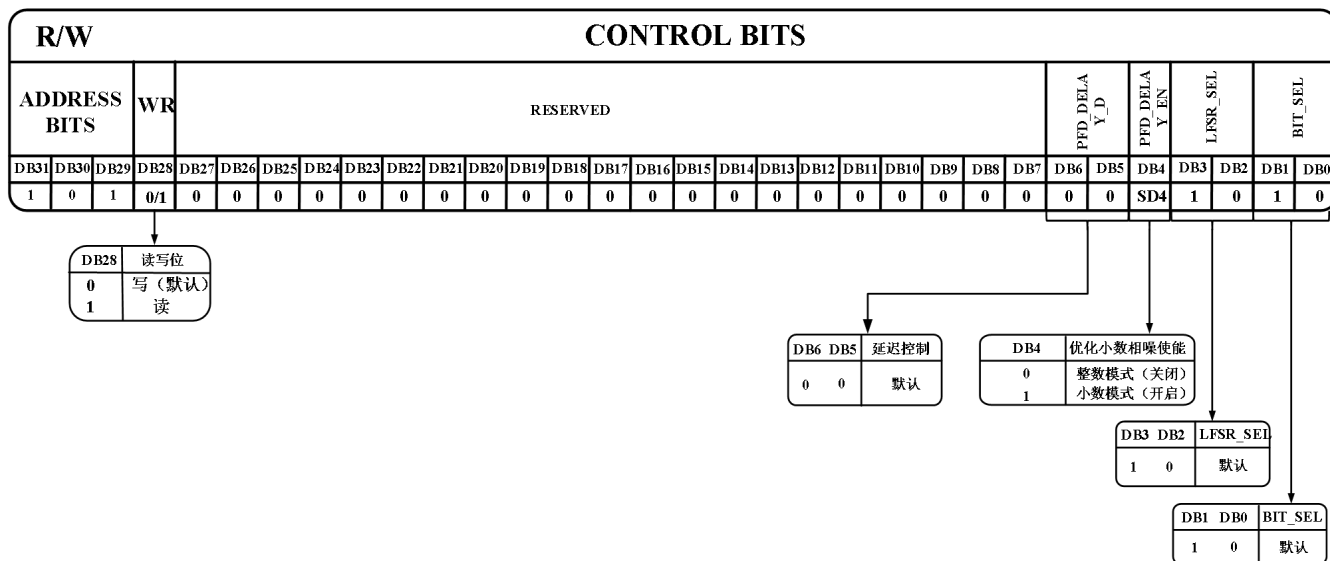 R/W CONTROL BITS
ADDRESS BITS WR RESERVED PFD_DELA Y_D PFD_DELA Y_EN LFSR_SEL BIT_SEL
DB31 DB30 DB29 DB28 DB27 DB26 DB25 DB24 DB23 DB22 DB21 DB20 DB19 DB18 DB17 DB16 DB15 DB14 DB13 DB12 DB11 DB10 DB9 DB8 DB7 DB6 DB5 DB4 DB3 DB2 DB1 DB0
1 0 1 0/1 0 0 0 0 0 0 0 0 0 0 0 0 0 0 0 0 0 0 0 0 0 0 0 SD4 1 0 1 0
DB28 读写位
0 写（默认）
1 读
DB6 DB5 延迟控制
0 0 默认
DB4 优化小数相噪使能
0 整数模式（关闭）
1 小数模式（开启）
DB3 DB2 LFSR_SEL
1 0 默认
DB1 DB0 BIT_SEL
1 0 默认